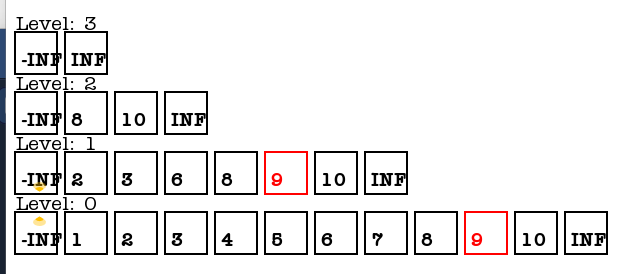 Level: 3
-INF INF
Level: 2
-INF 8 10 INF
Level: 1
-INF 2 3 6 8 9 10 INF
Level: 0
-INF 1 2 3 4 5 6 7 8 9 10 INF